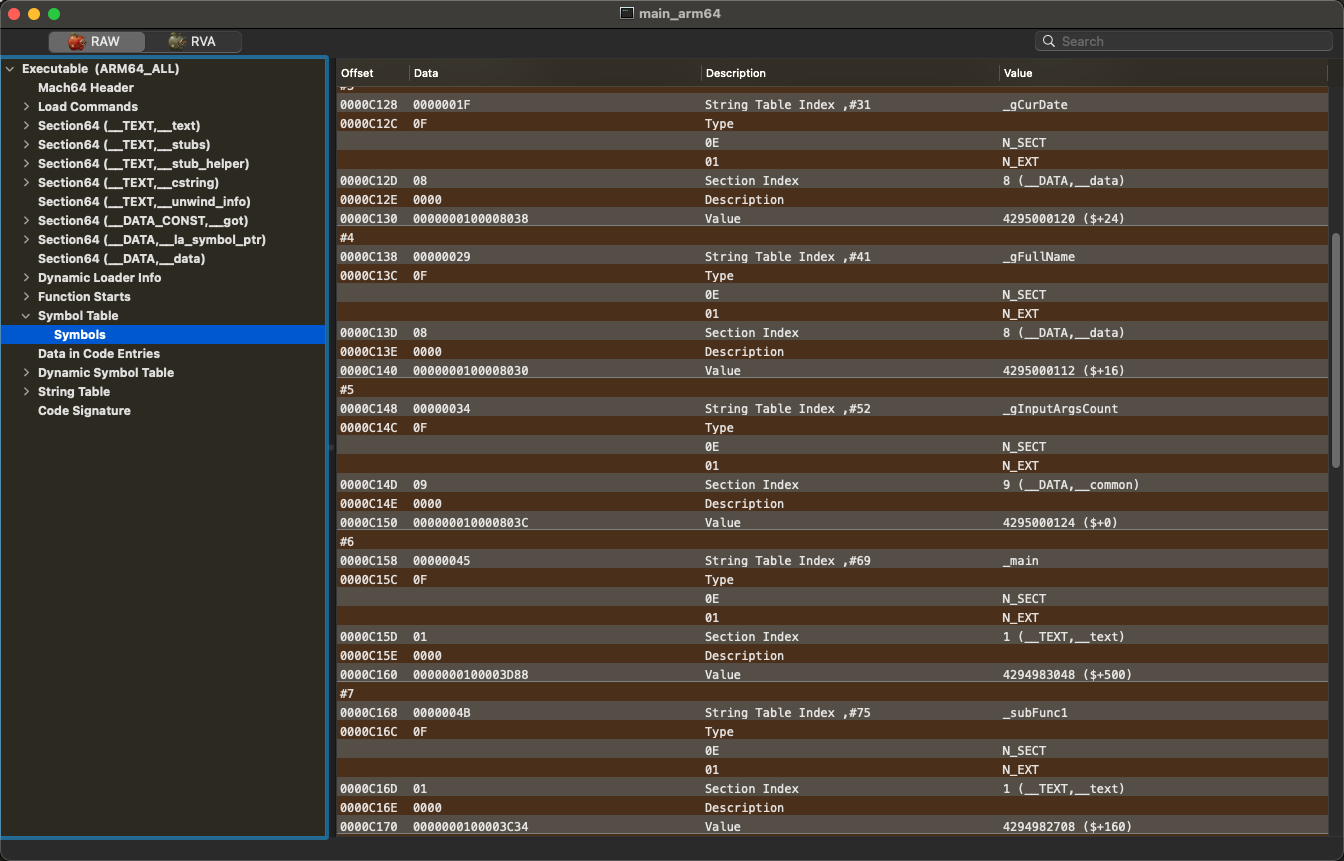 main_arm64
RAW RVA Search
Executable (ARM64_ALL)
Mach64 Header
Load Commands
Section64 (__TEXT,__text)
Section64 (__TEXT,__stubs)
Section64 (__TEXT,__stub_helper)
Section64 (__TEXT,__cstring)
Section64 (__TEXT,__unwind_info)
Section64 (__DATA_CONST,__got)
Section64 (__DATA,__la_symbol_ptr)
Section64 (__DATA,__data)
Dynamic Loader Info
Function Starts
Symbol Table
Symbols
Data in Code Entries
Dynamic Symbol Table
String Table
Code Signature
Offset Data Description Value
#3
0000C128 0000001F String Table Index ,#31 _gCurDate
0000C12C 0F Type
0E N_SECT
01 N_EXT
0000C12D 08 Section Index 8 (__DATA,__data)
0000C12E 0000 Description
0000C130 0000000100008038 Value 4295000120 ($+24)
#4
0000C138 00000029 String Table Index ,#41 _gFullName
0000C13C 0F Type
0E N_SECT
01 N_EXT
0000C13D 08 Section Index 8 (__DATA,__data)
0000C13E 0000 Description
0000C140 0000000100008030 Value 4295000112 ($+16)
#5
0000C148 00000034 String Table Index ,#52 _gInputArgsCount
0000C14C 0F Type
0E N_SECT
01 N_EXT
0000C14D 09 Section Index 9 (__DATA,__common)
0000C14E 0000 Description
0000C150 000000010000803C Value 4295000124 ($+0)
#6
0000C158 00000045 String Table Index ,#69 _main
0000C15C 0F Type
0E N_SECT
01 N_EXT
0000C15D 01 Section Index 1 (__TEXT,__text)
0000C15E 0000 Description
0000C160 0000000100003D88 Value 4294983048 ($+500)
#7
0000C168 0000004B String Table Index ,#75 _subFunc1
0000C16C 0F Type
0E N_SECT
01 N_EXT
0000C16D 01 Section Index 1 (__TEXT,__text)
0000C16E 0000 Description
0000C170 0000000100003C34 Value 4294982708 ($+160)